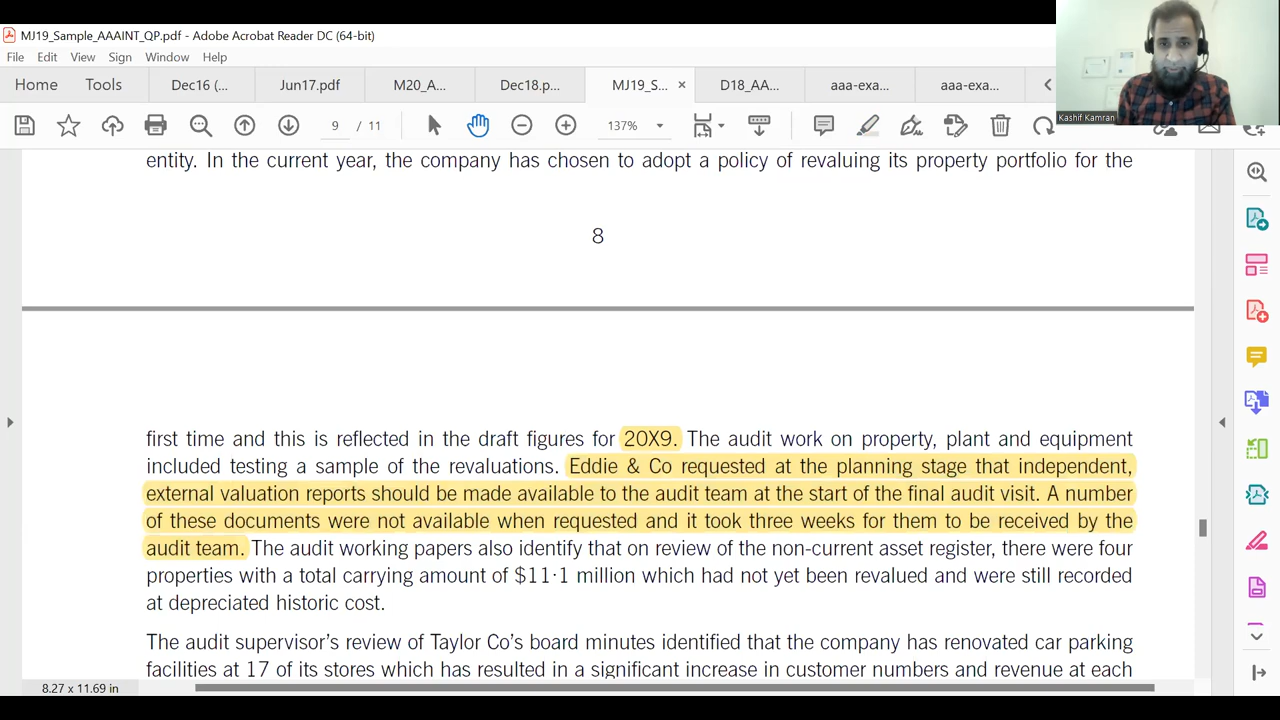 MJ19_Sample_AAAINT_QP.pdf - Adobe Acrobat Reader DC (64-bit)
File Edit View Sign Window Help
Home Tools Dec16 (... Jun17.pdf M20_A... Dec18.p... MJ19_S... D18_AA... aaa-exa... aaa-exa...
9 / 11 137%
Kashif Kamran
entity. In the current year, the company has chosen to adopt a policy of revaluing its property portfolio for the
8
first time and this is reflected in the draft figures for 20X9. The audit work on property, plant and equipment
included testing a sample of the revaluations. Eddie & Co requested at the planning stage that independent,
external valuation reports should be made available to the audit team at the start of the final audit visit. A number
of these documents were not available when requested and it took three weeks for them to be received by the
audit team. The audit working papers also identify that on review of the non-current asset register, there were four
properties with a total carrying amount of $11·1 million which had not yet been revalued and were still recorded
at depreciated historic cost.
The audit supervisor's review of Taylor Co's board minutes identified that the company has renovated car parking
facilities at 17 of its stores which has resulted in a significant increase in customer numbers and revenue at each
8.27 x 11.69 in